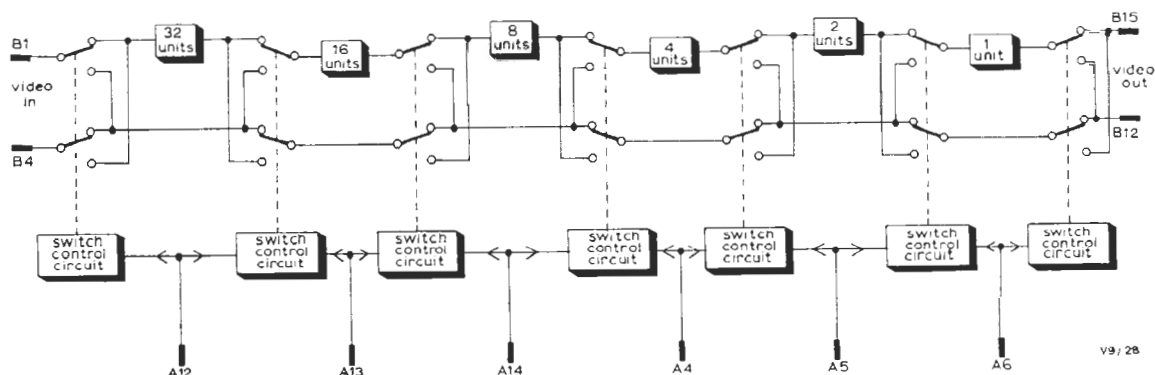 B1
video
in
B4
32
units
16
units
8
units
4
units
2
units
1
unit
B15
video
out
B12
switch
control
circuit
switch
control
circuit
switch
control
circuit
switch
control
circuit
switch
control
circuit
switch
control
circuit
switch
control
circuit
A12
A13
A14
A4
A5
A6
V9/28